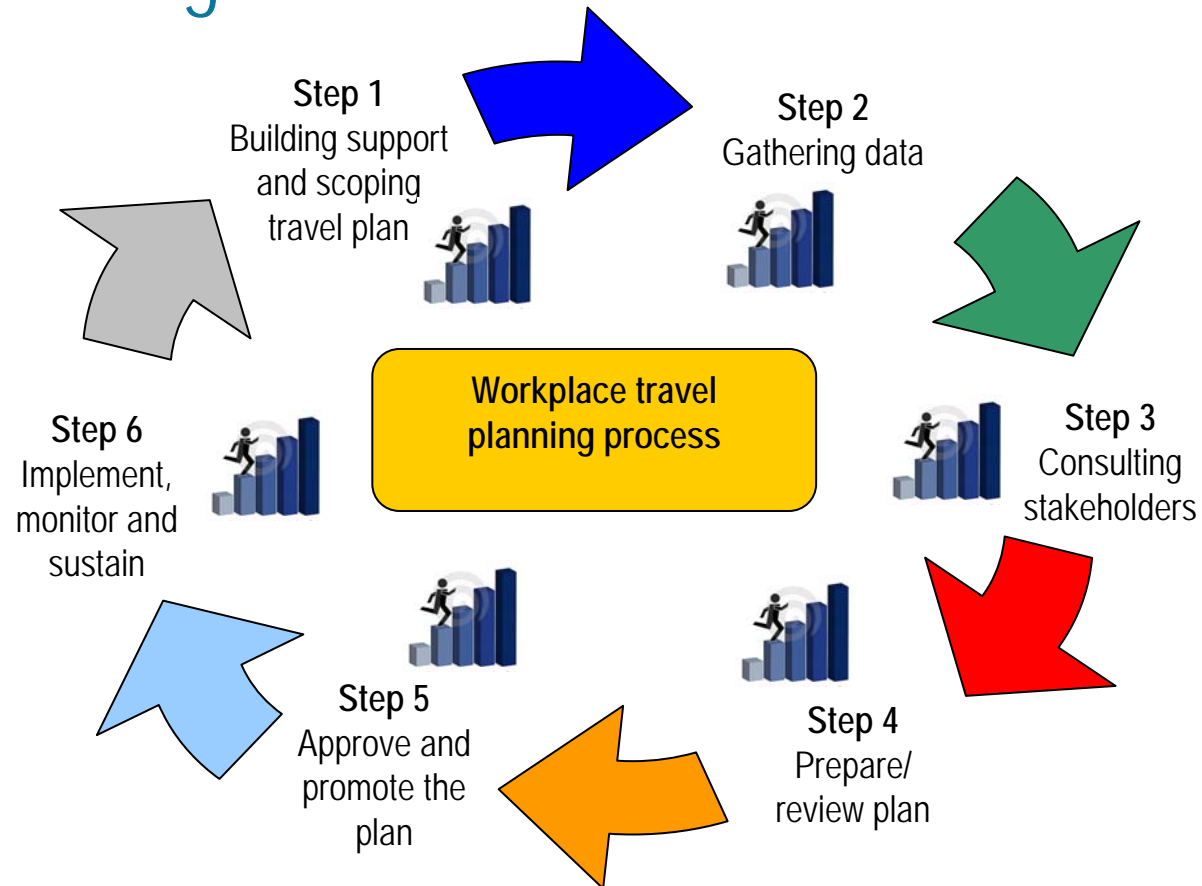 Step 1
Building support
and scoping
travel plan
Step 2
Gathering data
Step 3
Consulting
stakeholders
Workplace travel
planning process
Step 4
Prepare/
review plan
Step 5
Approve and
promote the
plan
Step 6
Implement,
monitor and
sustain